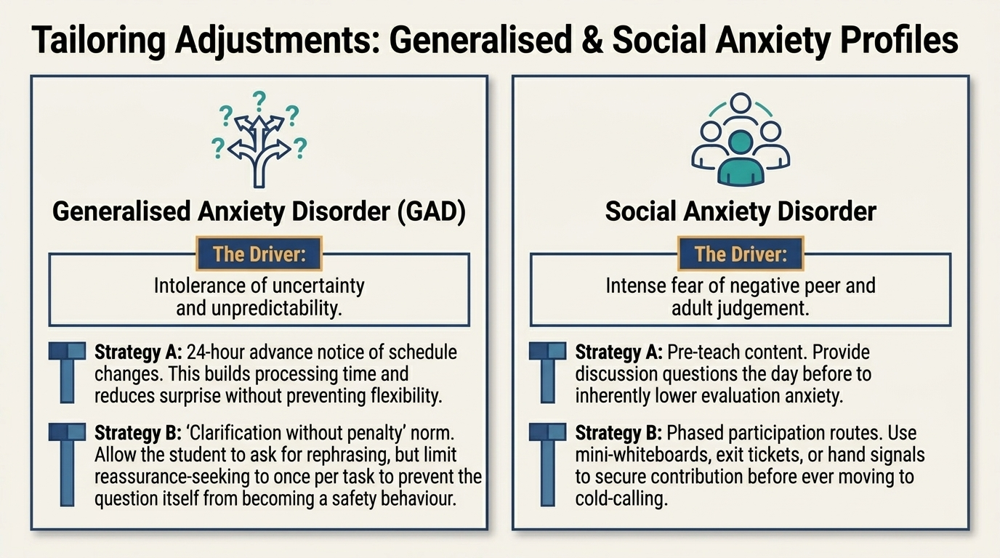 Tailoring Adjustments: Generalised & Social Anxiety Profiles
? ? ? ? ?
Generalised Anxiety Disorder (GAD)
The Driver:
Intolerance of uncertainty
and unpredictability.
Strategy A: 24-hour advance notice of schedule
changes. This builds processing time and
reduces surprise without preventing flexibility.
Strategy B: ‘Clarification without penalty’ norm.
Allow the student to ask for rephrasing, but limit
reassurance-seeking to once per task to prevent the
question itself from becoming a safety behaviour.
Social Anxiety Disorder
The Driver:
Intense fear of negative peer and
adult judgement.
Strategy A: Pre-teach content. Provide
discussion questions the day before to
inherently lower evaluation anxiety.
Strategy B: Phased participation routes. Use
mini-whiteboards, exit tickets, or hand signals
to secure contribution before ever moving to
cold-calling.